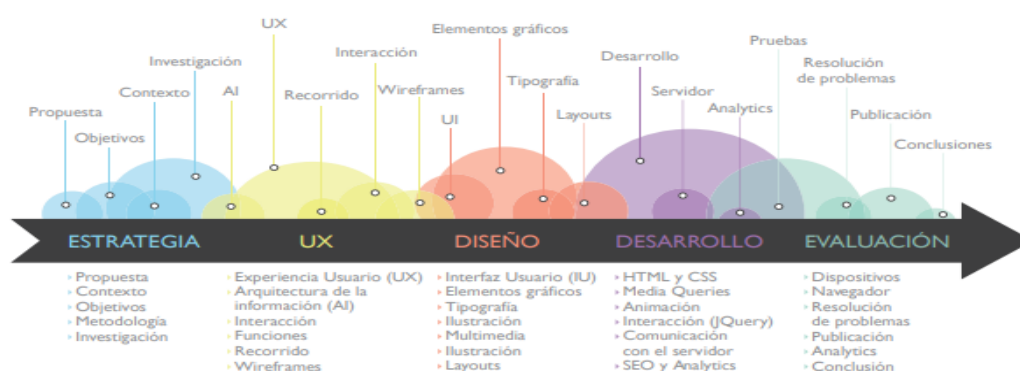 UX
Elementos gráficos
Pruebas
Interacción
Desarrollo
Investigación
Resolución
de problemas
Tipografía
Contexto
AI
Recorrido
Wireframes
Servidor
Propuesta
Analytics
Layouts
Publicación
UI
Objetivos
Conclusiones
ESTRATEGIA
UX
DISEÑO
DESARROLLO
EVALUACIÓN
Propuesta
Contexto
Objetivos
Metodología
Investigación
Experiencia Usuario (UX)
Arquitectura de la
información (AI)
Interacción
Funciones
Recorrido
Wireframes
Interfaz Usuario (IU)
Elementos gráficos
Tipografía
Ilustración
Multimedia
Ilustración
Layouts
HTML y CSS
Media Queries
Animación
Interacción (JQuery)
Comunicación
con el servidor
SEO y Analytics
Dispositivos
Navegador
Resolución
de problemas
Publicación
Analytics
Conclusión